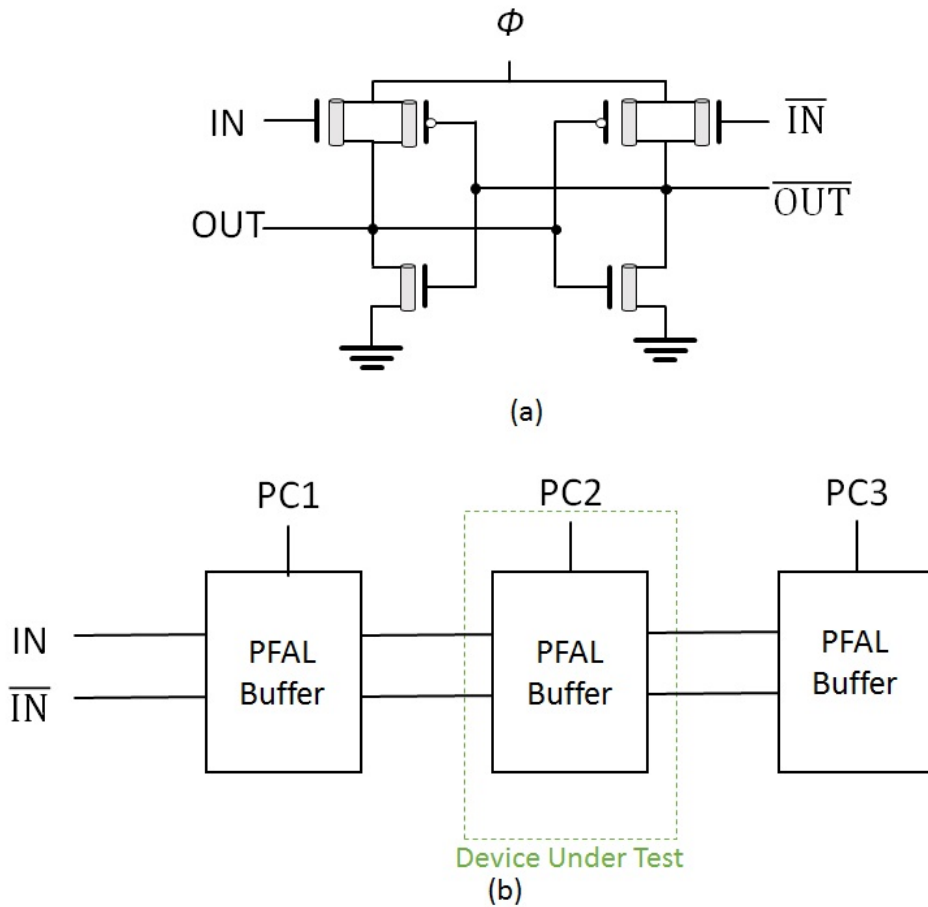 Φ
IN
IN̅
OUT
OUT̅
(a)
PC1
PC2
PC3
IN
IN̅
PFAL
Buffer
PFAL
Buffer
PFAL
Buffer
Device Under Test
(b)